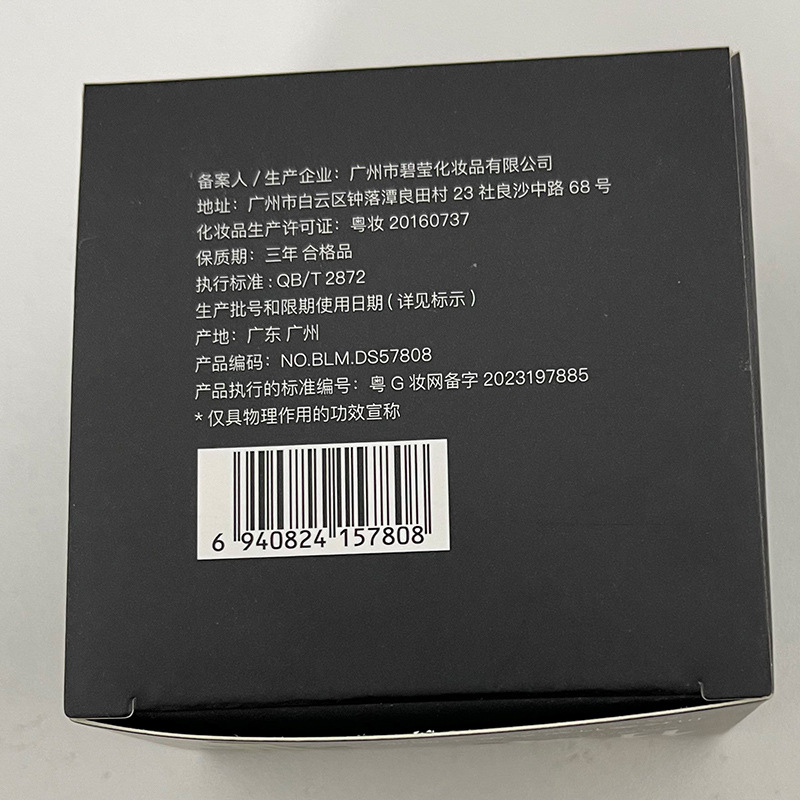 备案人 / 生产企业：广州市碧莹化妆品有限公司
地址：广州市白云区钟落潭良田村 23 社良沙中路 68 号
化妆品生产许可证：粤妆 20160737
保质期：三年 合格品
执行标准 : QB/T 2872
生产批号和限期使用日期 ( 详见标示 )
产地：广东 广州
产品编码：NO.BLM.DS57808
产品执行的标准编号：粤 G 妆网备字 2023197885
* 仅具物理作用的功效宣称
6 940824 157808